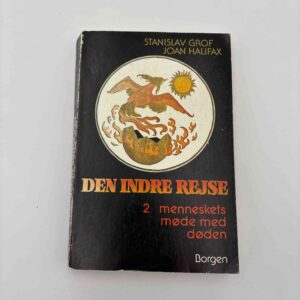 STANISLAV GROF
JOAN HALIFAX
DEN INDRE REJSE
2 menneskets
møde med
døden
Borgen